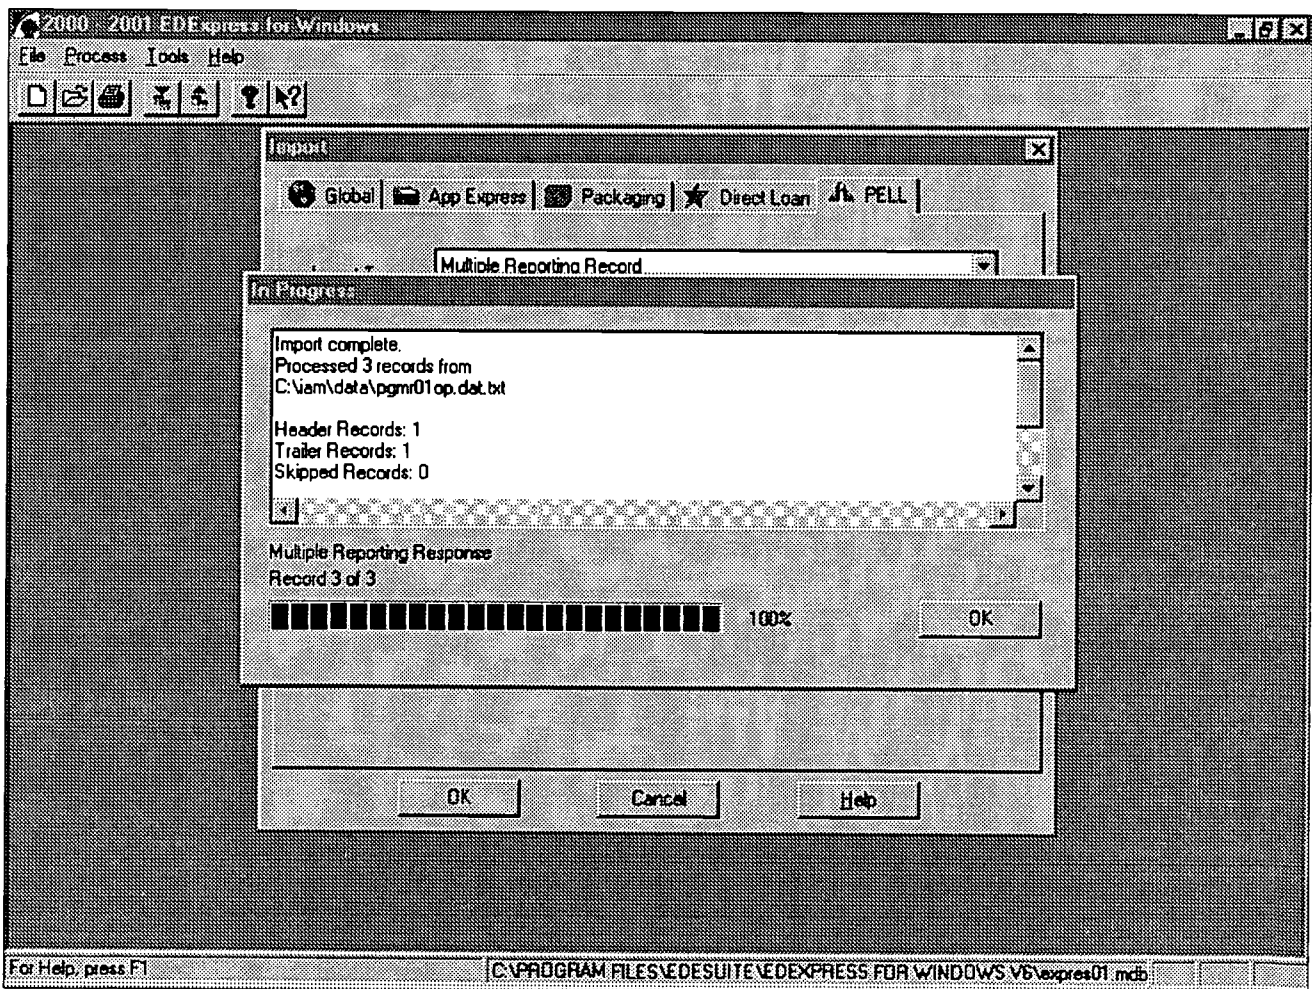 2000 - 2001 EDExpress for Windows
File Process Tools Help
Import
Global App Express Packaging Direct Loan PELL
Multiple Reporting Record
In Progress
Import complete.
Processed 3 records from
C:\iam\data\pgmr01op.dat.txt
Header Records: 1
Trailer Records: 1
Skipped Records: 0
Multiple Reporting Response
Record 3 of 3
100% OK
OK Cancel Help
For Help, press F1 C:\PROGRAM FILES\EDESUITE\EDEXPRESS FOR WINDOWS V6\expres01.mdb